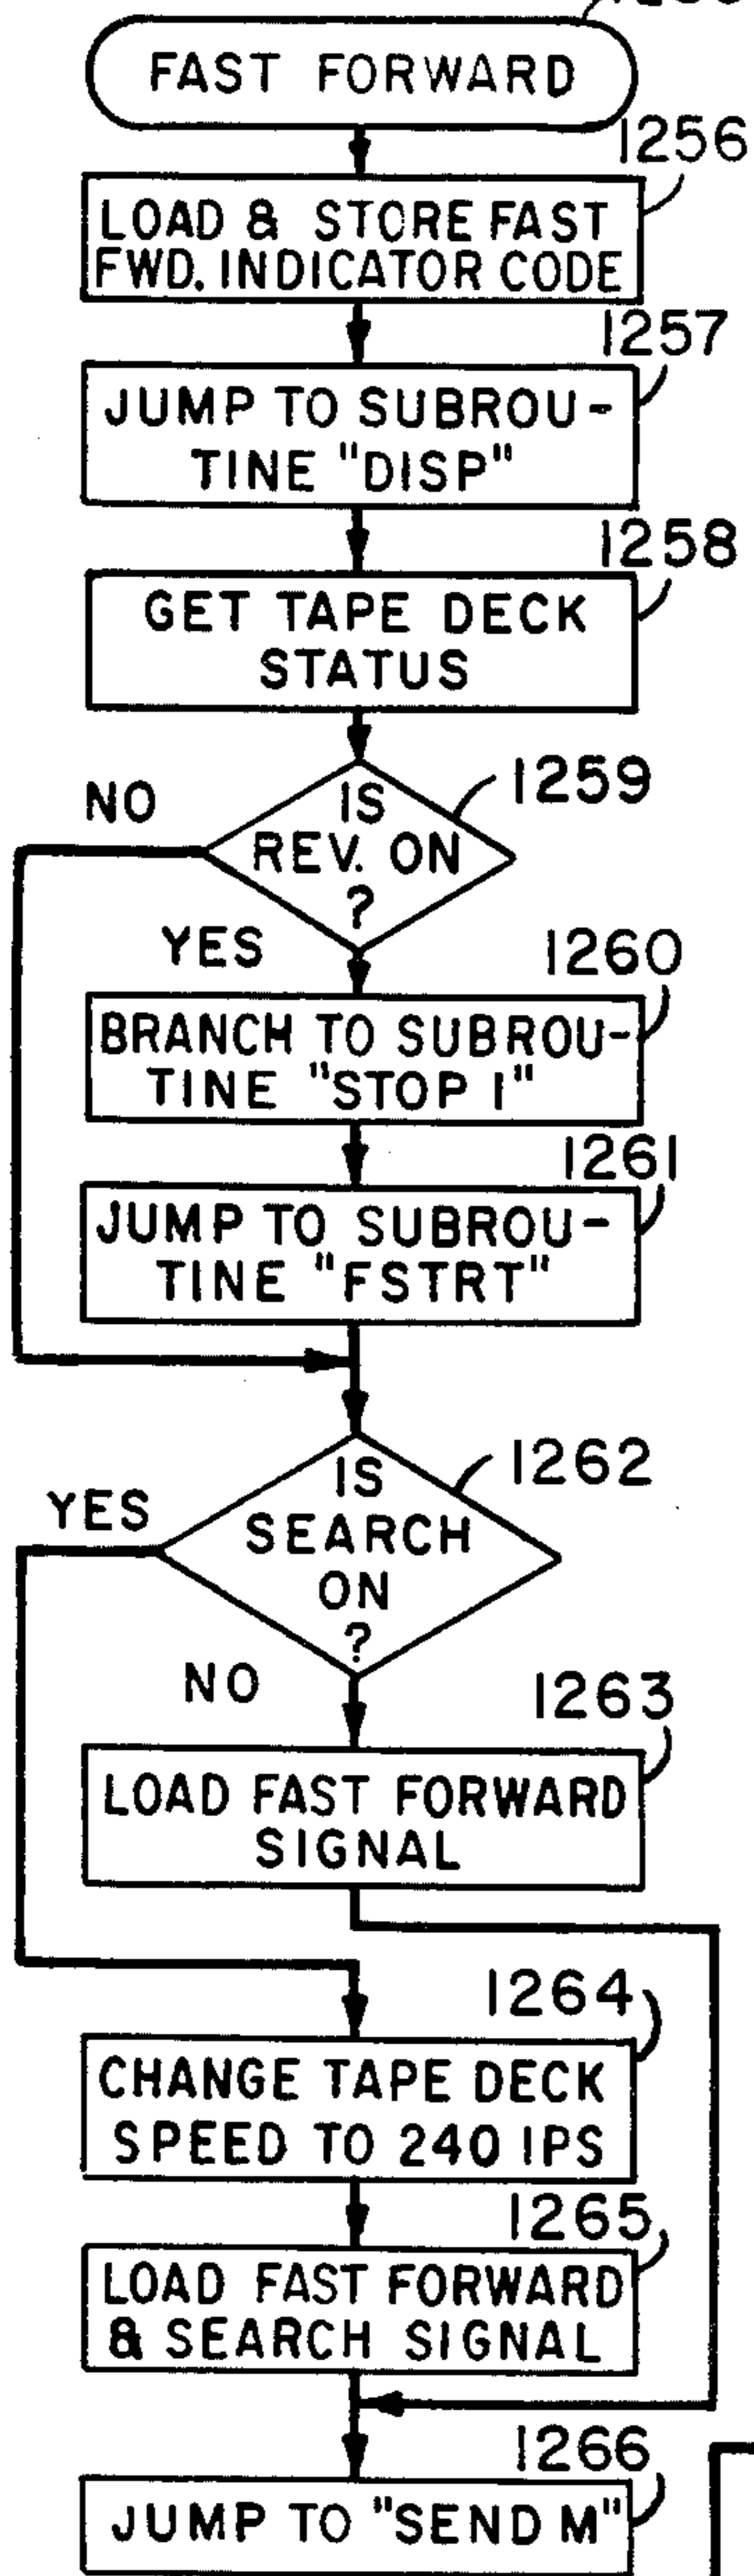 FAST FORWARD
1256
LOAD & STORE FAST
FWD. INDICATOR CODE
1257
JUMP TO SUBROU-
TINE "DISP"
1258
GET TAPE DECK
STATUS
1259
NO
IS
REV. ON
?
YES
1260
BRANCH TO SUBROU-
TINE "STOP 1"
1261
JUMP TO SUBROU-
TINE "FSTRT"
1262
YES
IS
SEARCH
ON
?
NO
1263
LOAD FAST FORWARD
SIGNAL
1264
CHANGE TAPE DECK
SPEED TO 240 IPS
1265
LOAD FAST FORWARD
& SEARCH SIGNAL
1266
JUMP TO "SEND M"